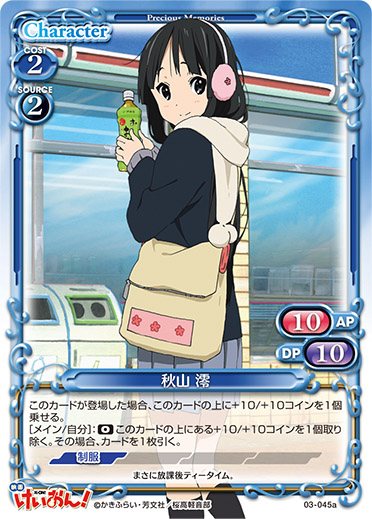 Precious Memories
Character
COST
2
SOURCE
2
10 AP
DP 10
秋山 澪
このカードが登場した場合、このカードの上に+10/+10コインを1個
乗せる。
[メイン/自分]:このカードの上にある+10/+10コインを1個取り
除く。その場合、カードを1枚引く。
制服
まさに放課後ティータイム。
映画
けいおん!
©かきふらい・芳文社/桜高軽音部
03-045a